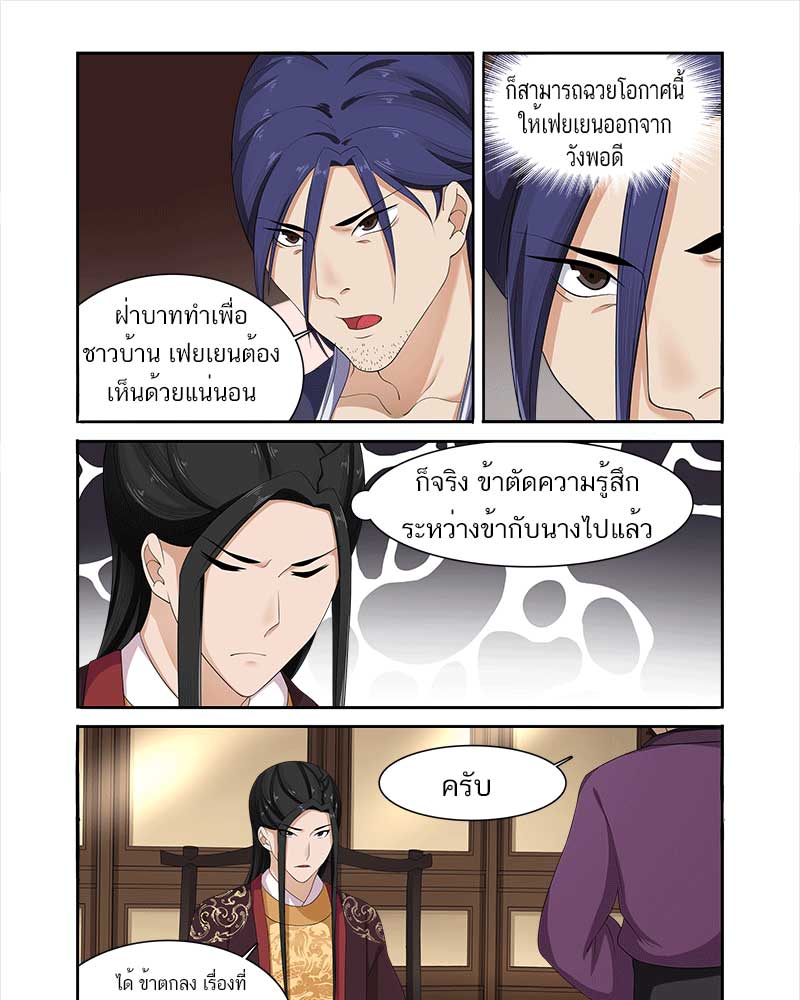 ฝ่าบาททำเพื่อ
ชาวบ้าน เฟยเยนต้อง
เห็นด้วยแน่นอน
ก็สามารถฉวยโอกาศนี้
ให้เฟยเยนออกจาก
วังพอดี
ก็จริง ข้าตัดความรู้สึก
ระหว่างข้ากับนางไปแล้ว
ครับ
ได้ ข้าตกลง เรื่องที่